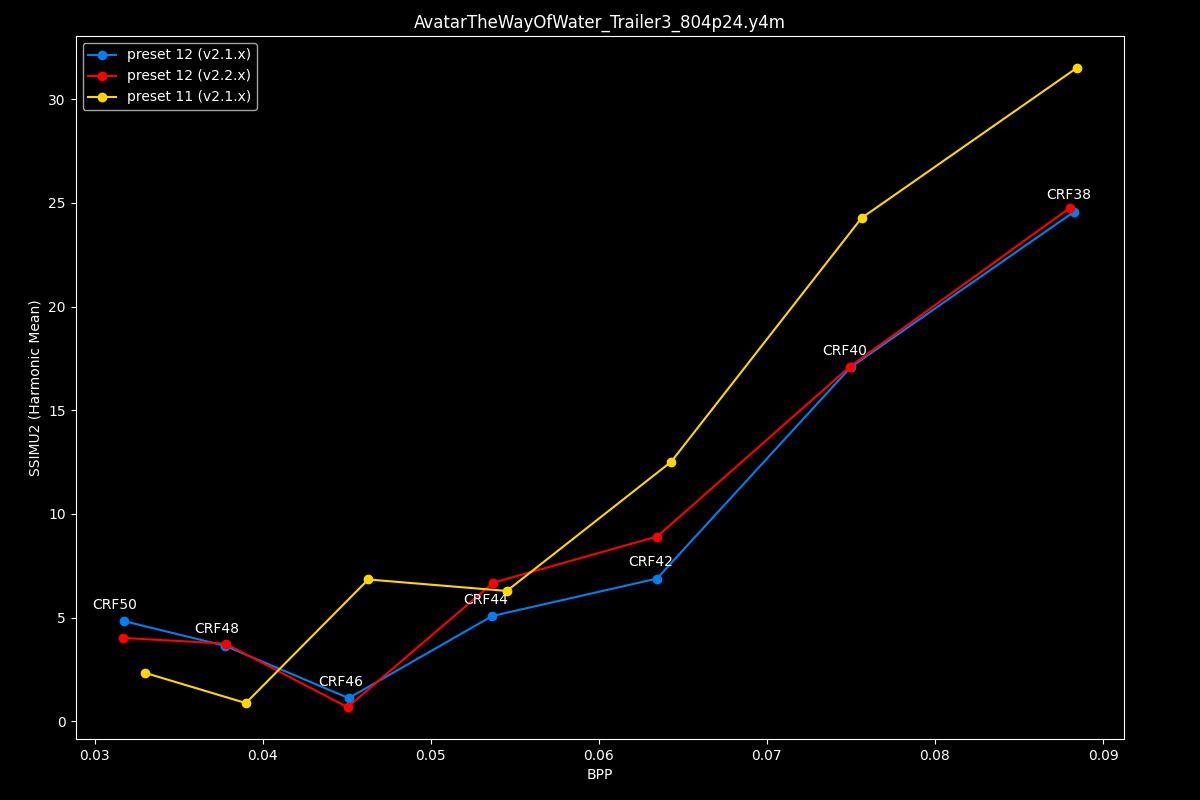 AvatarTheWayOfWater_Trailer3_804p24.y4m
preset 12 (v2.1.x)
preset 12 (v2.2.x)
preset 11 (v2.1.x)
SSIMU2 (Harmonic Mean)
30
25
20
15
10
5
0
CRF38
CRF40
CRF42
CRF44
CRF50
CRF48
CRF46
0.03 0.04 0.05 0.06 0.07 0.08 0.09
BPP